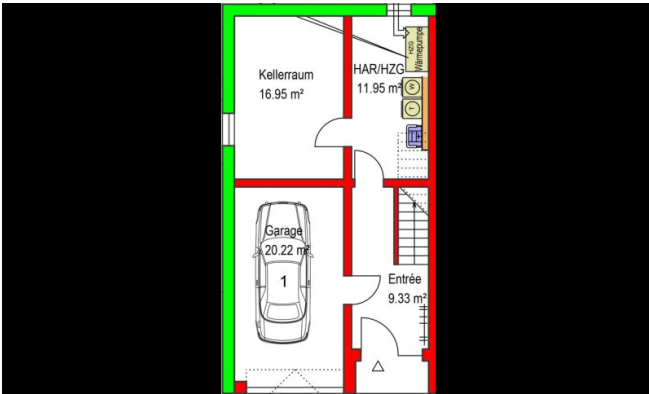 Kellerraum
16.95 m²
HAR/HZG
11.95 m²
HZG
Wärmepumpe
W
T
Garage
20.22 m²
1
Entrée
9.33 m²